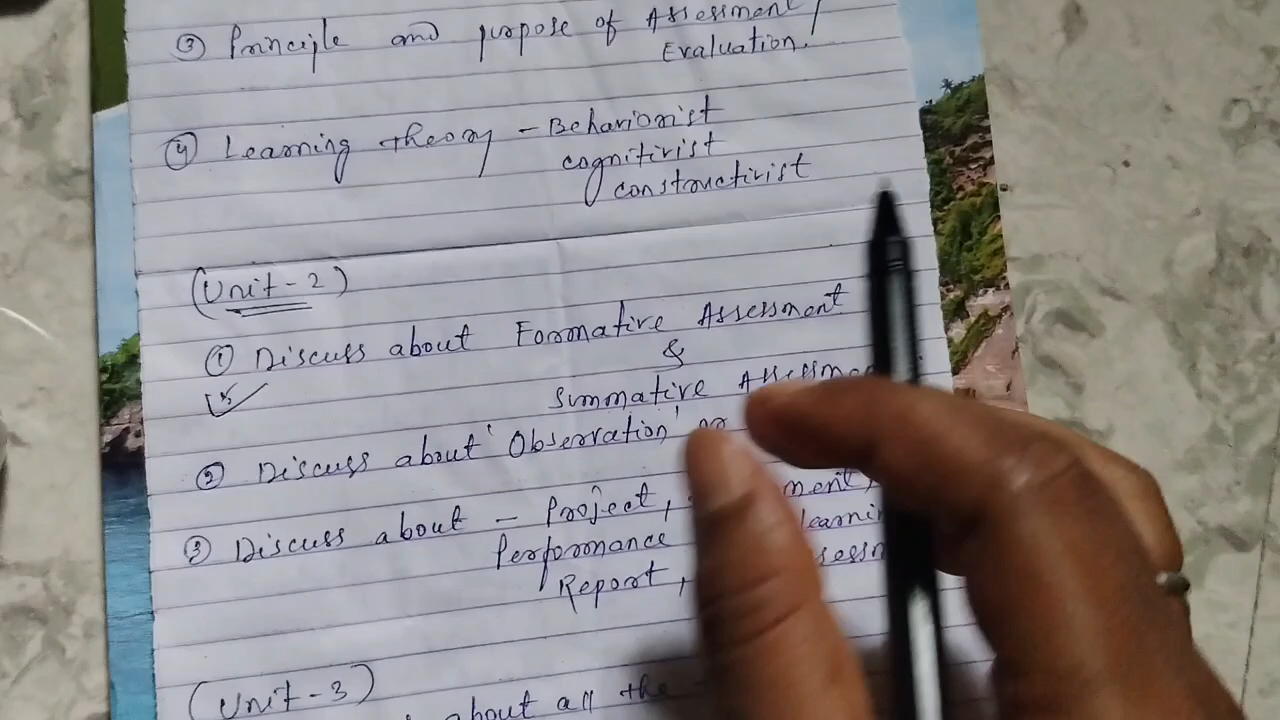 ③ Principle and purpose of Assessment /
Evaluation.
④ Learning theory - Behaviorist
cognitivist
constructivist
(Unit - 2)
① Discuss about Formative Assessment
&
Summative
② Discuss about 'Observation'
③ Discuss about - Project,
Performance
Report,
(Unit - 3)
about all the